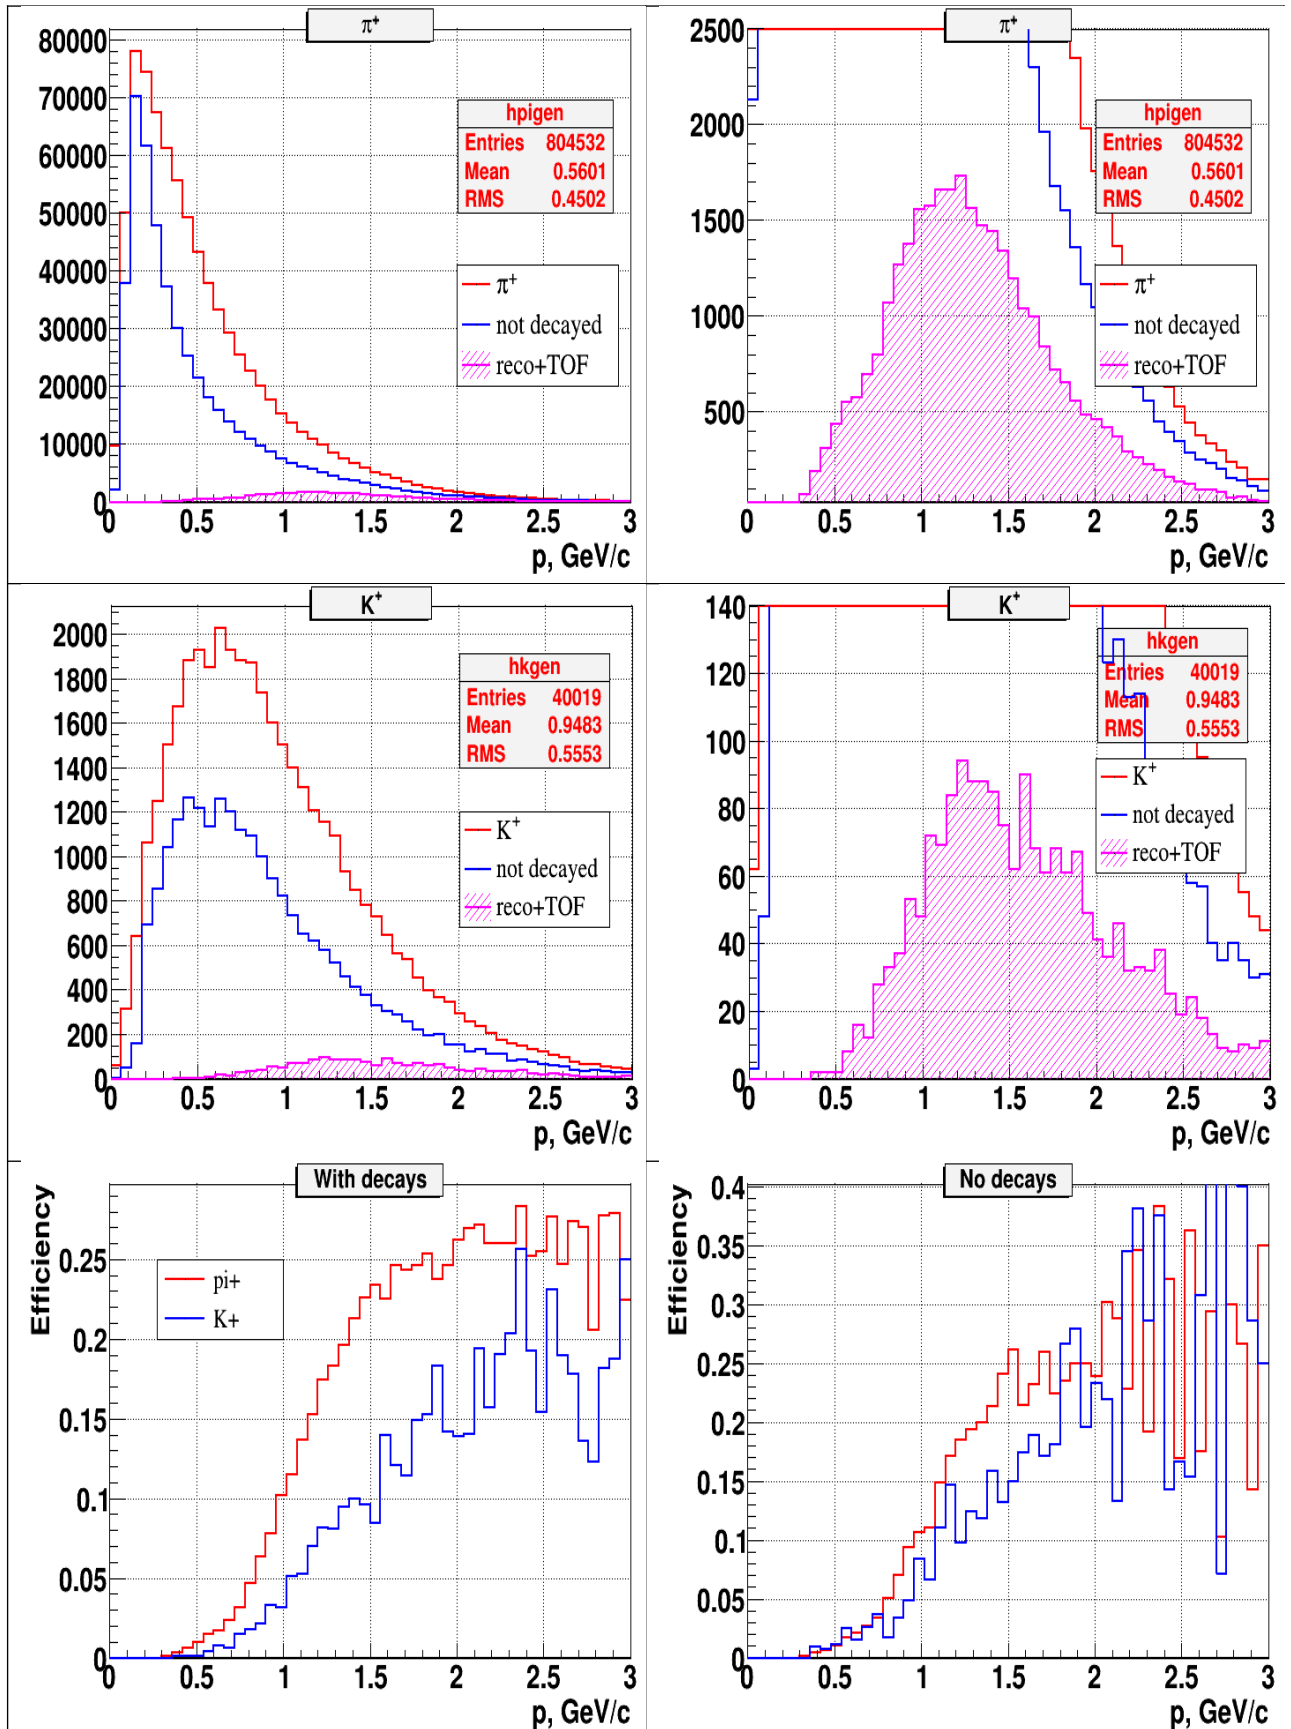 π⁺
80000
70000
60000
50000
40000
30000
20000
10000
0
0 0.5 1 1.5 2 2.5 3
p, GeV/c
hpigen
Entries 804532
Mean 0.5601
RMS 0.4502
π⁺
not decayed
reco+TOF
π⁺
2500
2000
1500
1000
500
0 0.5 1 1.5 2 2.5 3
p, GeV/c
hpigen
Entries 804532
Mean 0.5601
RMS 0.4502
π⁺
not decayed
reco+TOF
K⁺
2000
1800
1600
1400
1200
1000
800
600
400
200
0
0 0.5 1 1.5 2 2.5 3
p, GeV/c
hkgen
Entries 40019
Mean 0.9483
RMS 0.5553
K⁺
not decayed
reco+TOF
K⁺
140
120
100
80
60
40
20
0
0 0.5 1 1.5 2 2.5 3
p, GeV/c
hkgen
Entries 40019
Mean 0.9483
RMS 0.5553
K⁺
not decayed
reco+TOF
With decays
Efficiency
0.25
0.2
0.15
0.1
0.05
0
0 0.5 1 1.5 2 2.5 3
p, GeV/c
pi+
K+
No decays
Efficiency
0.4
0.35
0.3
0.25
0.2
0.15
0.1
0.05
0
0 0.5 1 1.5 2 2.5 3
p, GeV/c